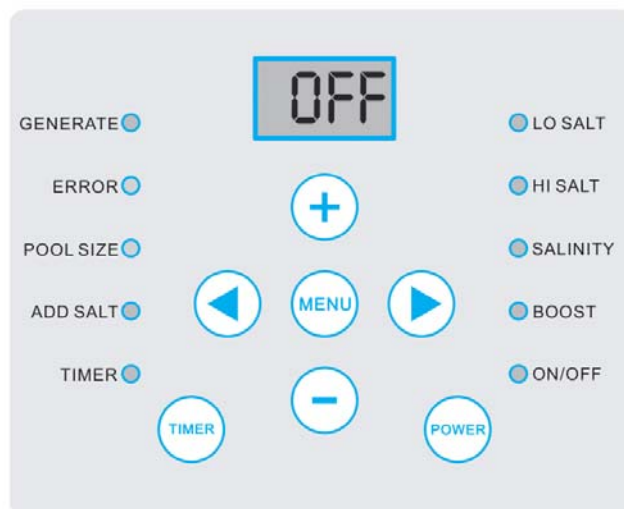 OFF
GENERATE
LO SALT
ERROR
HI SALT
+
POOL SIZE
SALINITY
ADD SALT
MENU
BOOST
TIMER
ON/OFF
−
TIMER
POWER